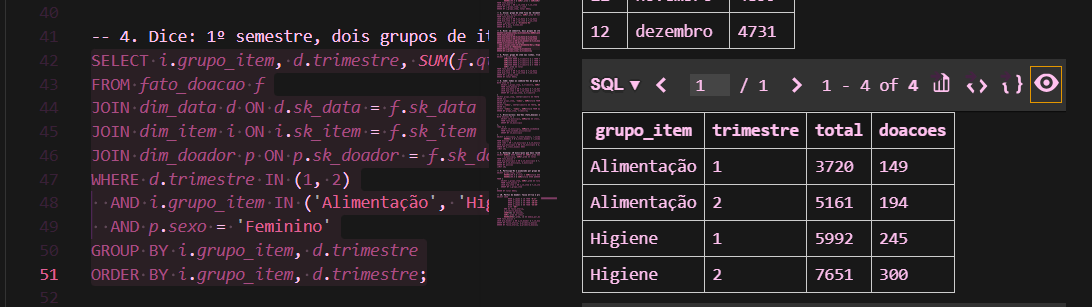 40
41 -- 4. Dice: 1º semestre, dois grupos de it
42 SELECT i.grupo_item, d.trimestre, SUM(f.q
43 FROM fato_doacao f
44 JOIN dim_data d ON d.sk_data = f.sk_data
45 JOIN dim_item i ON i.sk_item = f.sk_item
46 JOIN dim_doador p ON p.sk_doador = f.sk_d
47 WHERE d.trimestre IN (1, 2)
48 AND i.grupo_item IN ('Alimentação', 'Hig
49 AND p.sexo = 'Feminino'
50 GROUP BY i.grupo_item, d.trimestre
51 ORDER BY i.grupo_item, d.trimestre;
52
12 dezembro 4731
SQL ▼ < 1 / 1 > 1 - 4 of 4 <> {}
grupo_item trimestre total doacoes
Alimentação 1 3720 149
Alimentação 2 5161 194
Higiene 1 5992 245
Higiene 2 7651 300